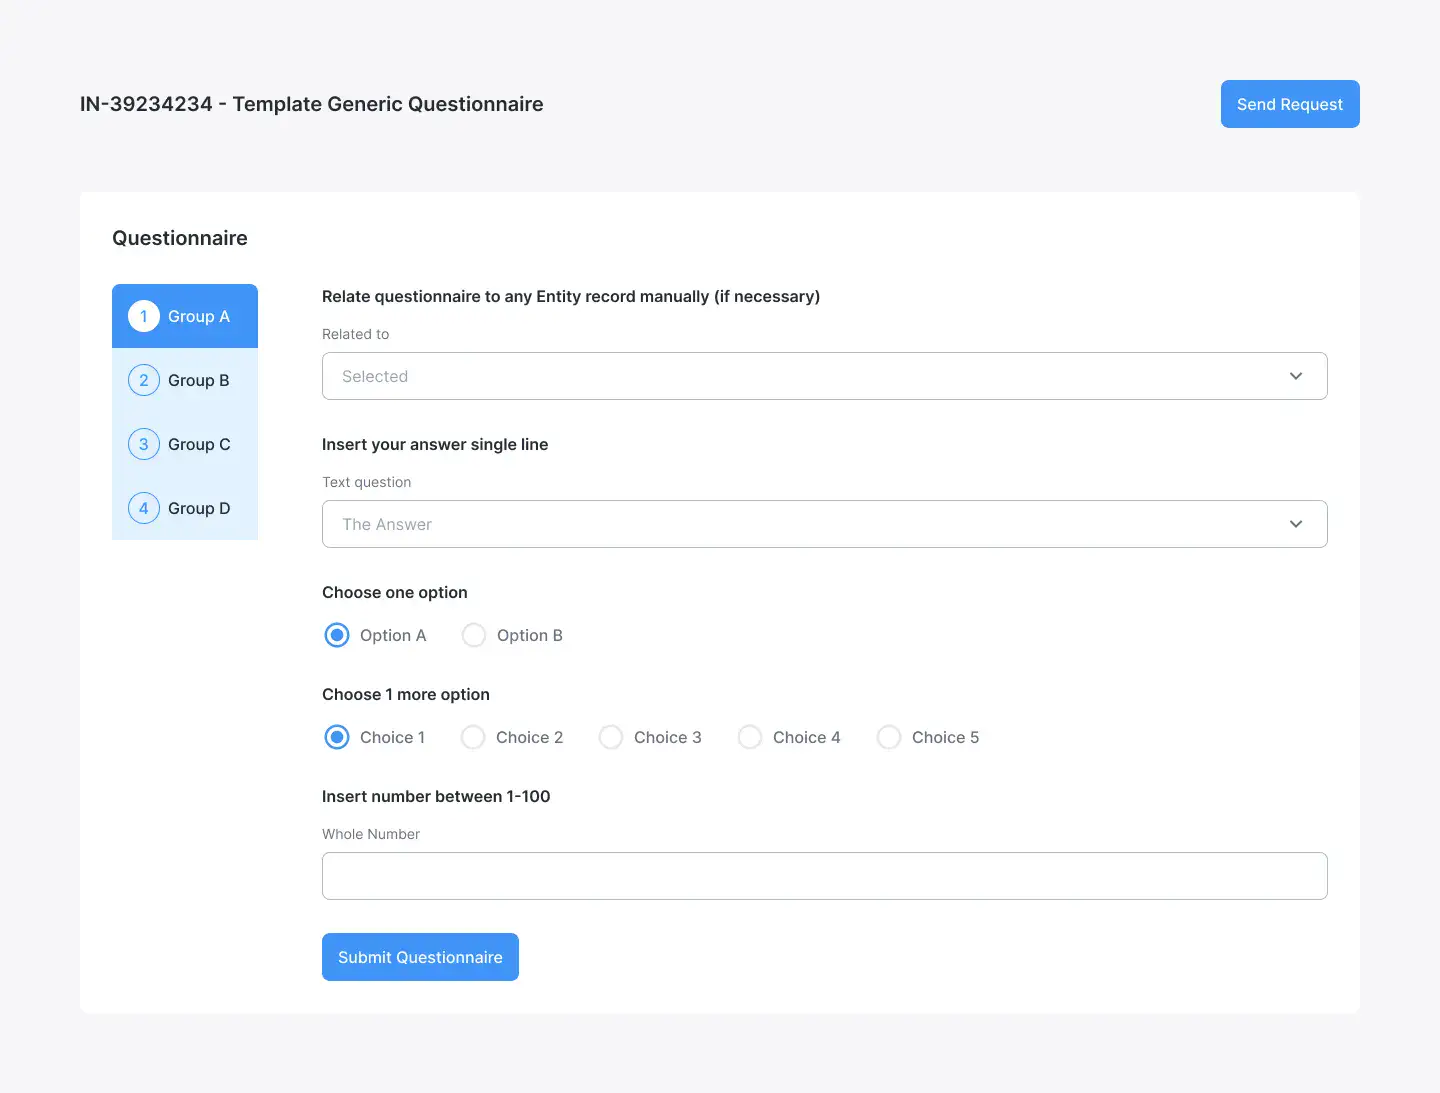 IN-39234234 - Template Generic Questionnaire
Send Request
Questionnaire
1 Group A
2 Group B
3 Group C
4 Group D
Relate questionnaire to any Entity record manually (if necessary)
Related to
Selected
Insert your answer single line
Text question
The Answer
Choose one option
Option A Option B
Choose 1 more option
Choice 1 Choice 2 Choice 3 Choice 4 Choice 5
Insert number between 1-100
Whole Number
Submit Questionnaire